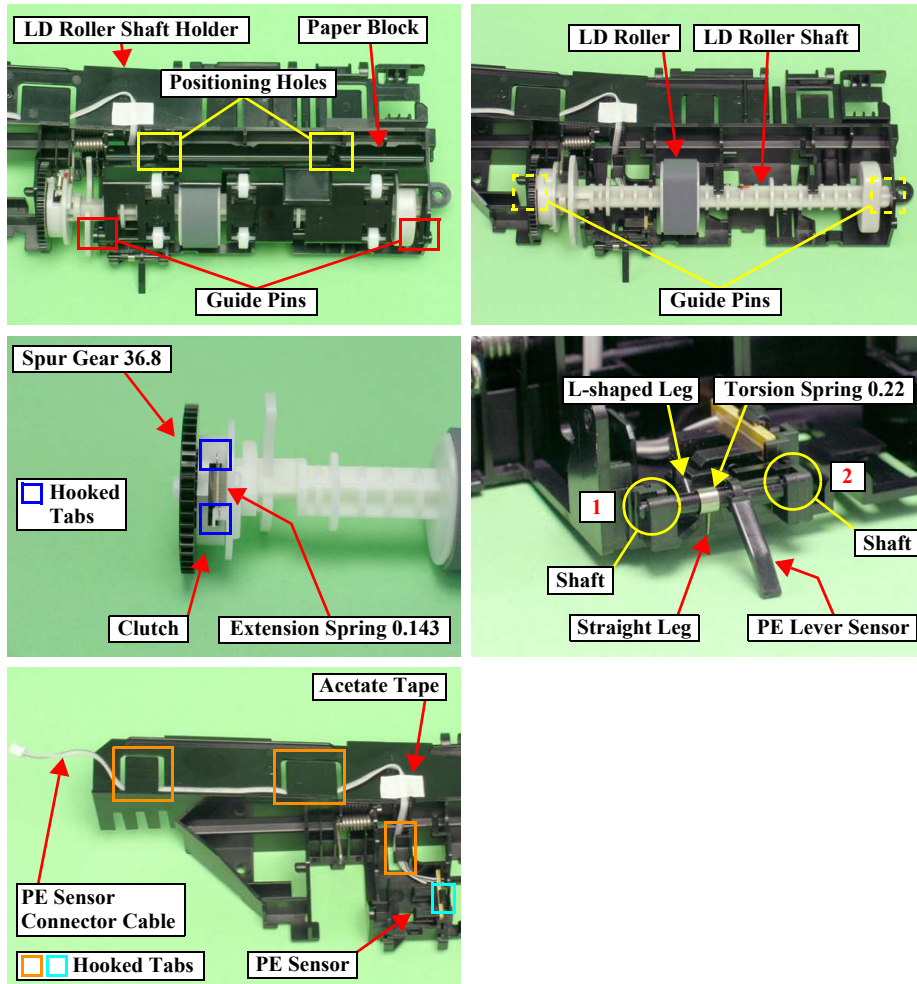 LD Roller Shaft Holder
Paper Block
Positioning Holes
Guide Pins
LD Roller
LD Roller Shaft
Guide Pins
Spur Gear 36.8
Hooked
Tabs
Clutch
Extension Spring 0.143
L-shaped Leg
Torsion Spring 0.22
1
2
Shaft
Shaft
Straight Leg
PE Lever Sensor
Acetate Tape
PE Sensor
Connector Cable
Hooked Tabs
PE Sensor